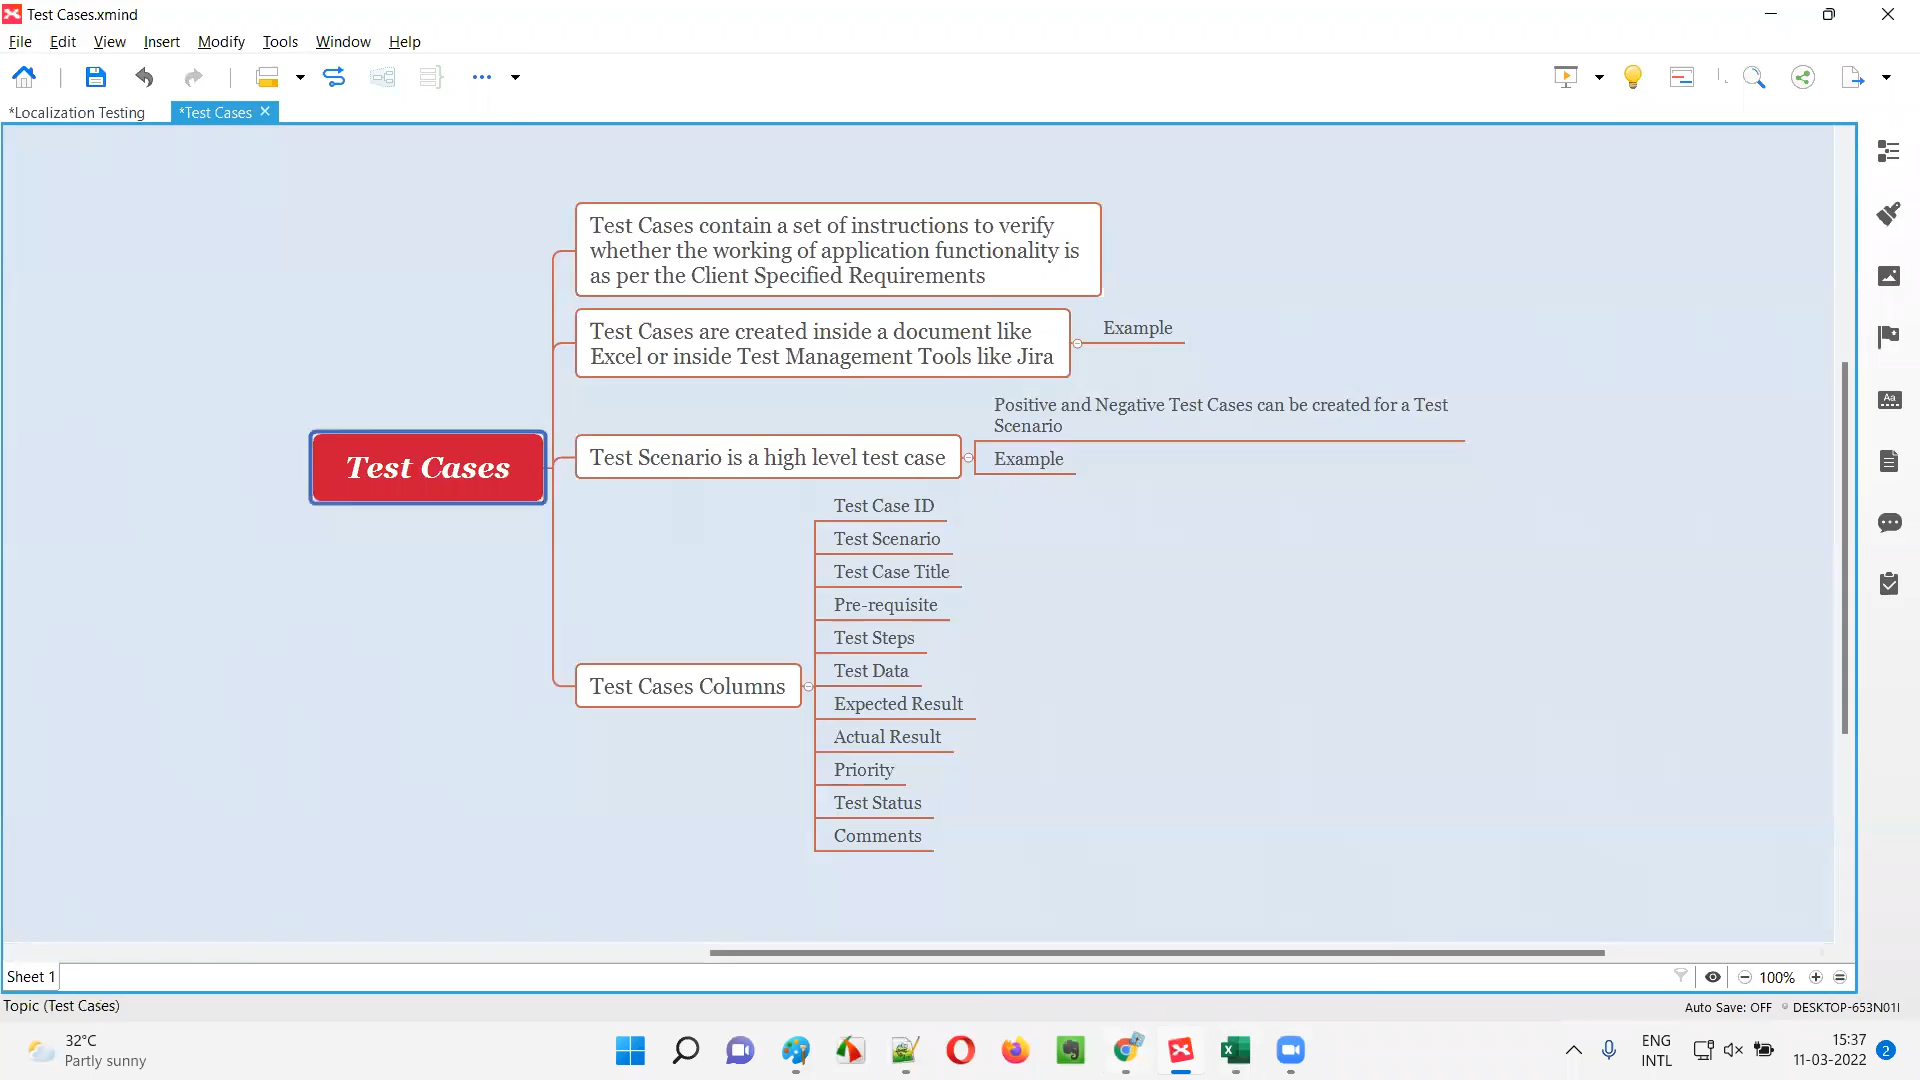 Test Cases.xmind
File Edit View Insert Modify Tools Window Help
*Localization Testing *Test Cases
Test Cases contain a set of instructions to verify
whether the working of application functionality is
as per the Client Specified Requirements
Test Cases are created inside a document like
Excel or inside Test Management Tools like Jira
Example
Positive and Negative Test Cases can be created for a Test
Scenario
Test Cases
Test Scenario is a high level test case
Example
Test Case ID
Test Scenario
Test Case Title
Pre-requisite
Test Steps
Test Data
Test Cases Columns
Expected Result
Actual Result
Priority
Test Status
Comments
Aa
Sheet 1
100%
Topic (Test Cases)
Auto Save: OFF
DESKTOP-653N01I
32°C
Partly sunny
ENG
INTL
15:37
11-03-2022
2